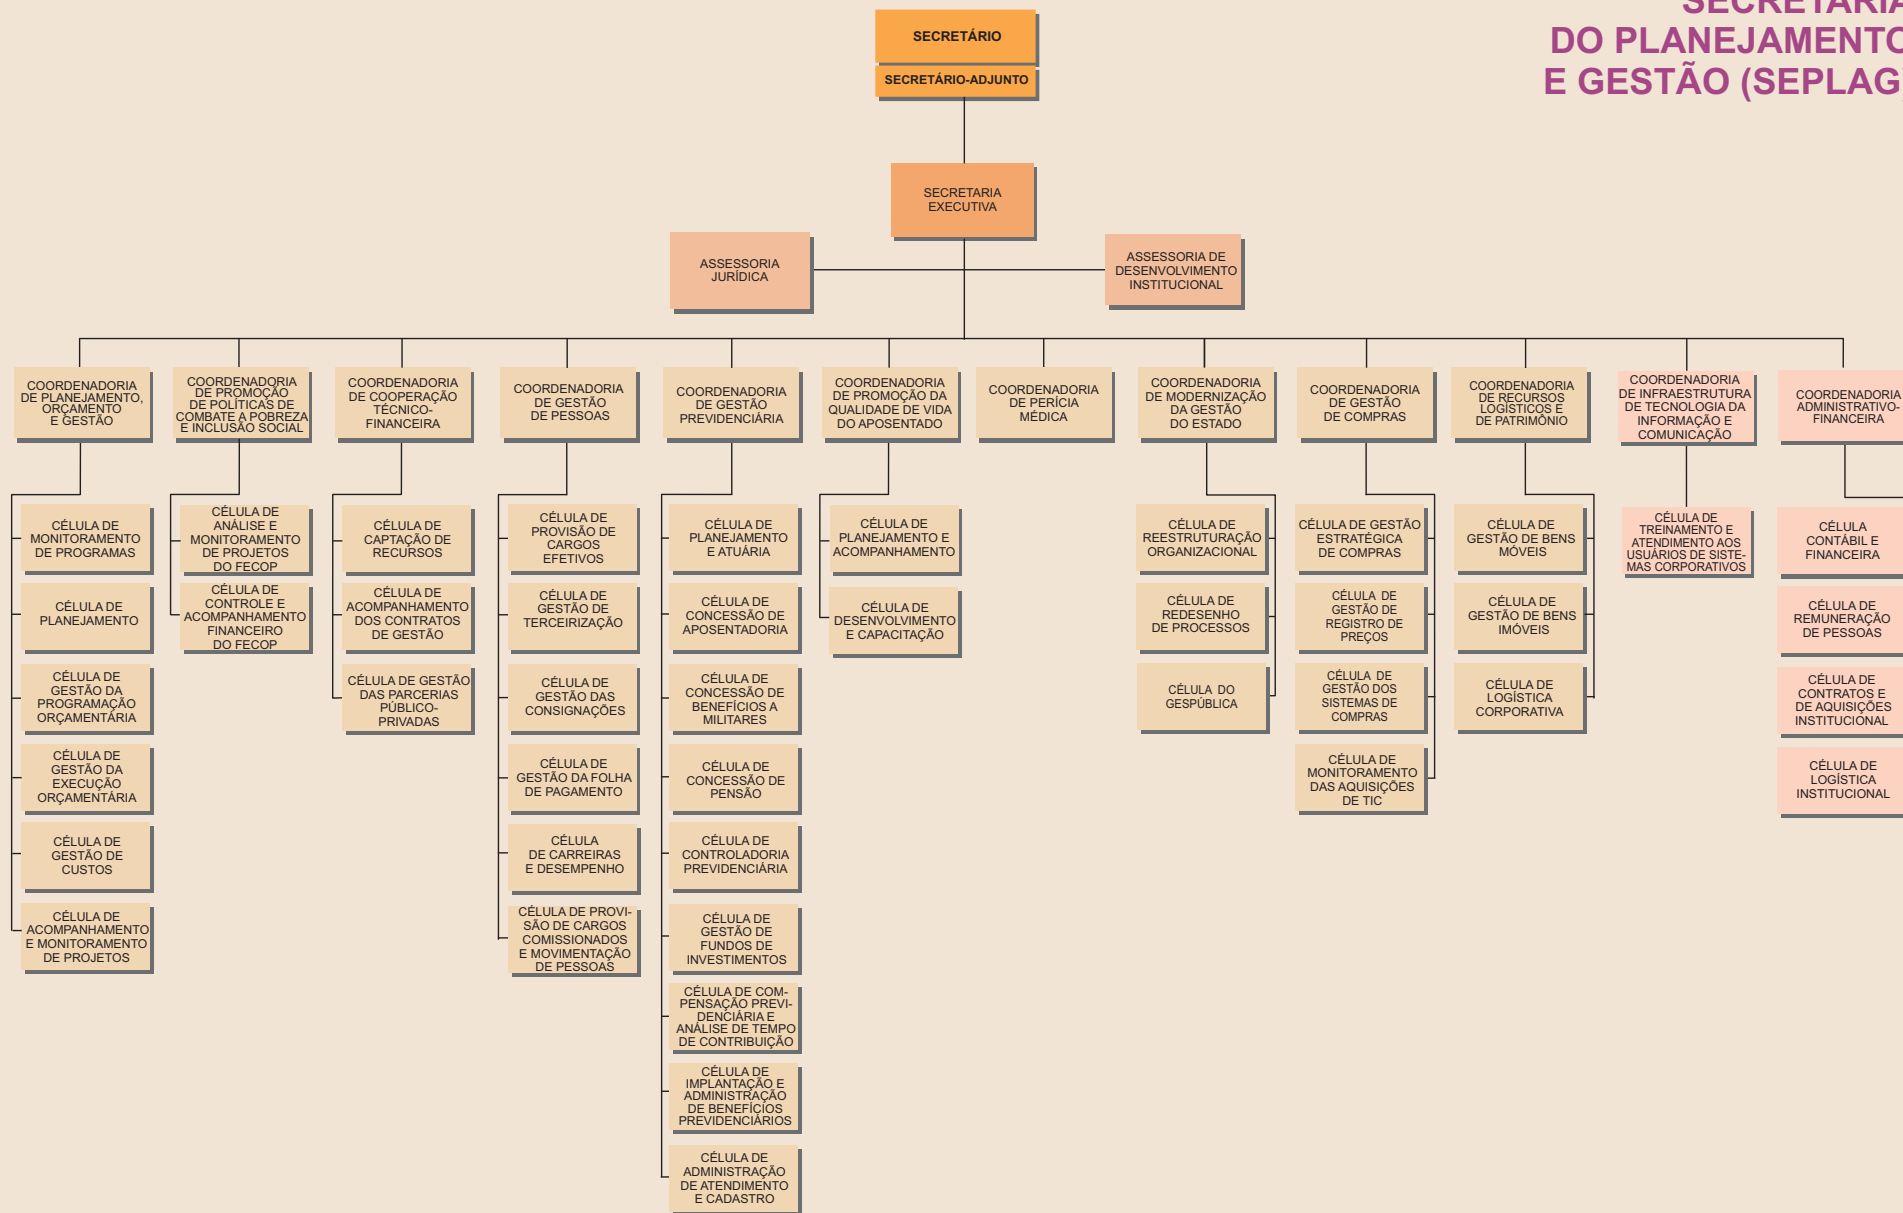 SECRETARIA
DO PLANEJAMENTO
E GESTÃO (SEPLAG)
SECRETÁRIO
SECRETÁRIO-ADJUNTO
SECRETARIA
EXECUTIVA
ASSESSORIA
JURÍDICA
ASSESSORIA DE
DESENVOLVIMENTO
INSTITUCIONAL
COORDENADORIA
DE PLANEJAMENTO,
ORÇAMENTO
E GESTÃO
COORDENADORIA
DE PROMOÇÃO
DE POLÍTICAS DE
COMBATE A POBREZA
E INCLUSÃO SOCIAL
COORDENADORIA
DE COOPERAÇÃO
TÉCNICO-
FINANCEIRA
COORDENADORIA
DE GESTÃO
DE PESSOAS
COORDENADORIA
DE GESTÃO
PREVIDENCIÁRIA
COORDENADORIA
DE PROMOÇÃO DA
QUALIDADE DE VIDA
DO APOSENTADO
COORDENADORIA
DE PERÍCIA
MÉDICA
COORDENADORIA
DE MODERNIZAÇÃO
DA GESTÃO
DO ESTADO
COORDENADORIA
DE GESTÃO
DE COMPRAS
COORDENADORIA
DE RECURSOS
LOGÍSTICOS E
DE PATRIMÔNIO
COORDENADORIA
DE INFRAESTRUTURA
DE TECNOLOGIA DA
INFORMAÇÃO E
COMUNICAÇÃO
COORDENADORIA
ADMINISTRATIVO-
FINANCEIRA
CÉLULA DE
MONITORAMENTO
DE PROGRAMAS
CÉLULA DE
PLANEJAMENTO
CÉLULA DE
GESTÃO DA
PROGRAMAÇÃO
ORÇAMENTÁRIA
CÉLULA DE
GESTÃO DA
EXECUÇÃO
ORÇAMENTÁRIA
CÉLULA DE
GESTÃO DE
CUSTOS
CÉLULA DE
ACOMPANHAMENTO
E MONITORAMENTO
DE PROJETOS
CÉLULA DE
ANÁLISE E
MONITORAMENTO
DE PROJETOS
DO FECOP
CÉLULA DE
CONTROLE E
ACOMPANHAMENTO
FINANCEIRO
DO FECOP
CÉLULA DE
CAPTAÇÃO DE
RECURSOS
CÉLULA DE
ACOMPANHAMENTO
DOS CONTRATOS
DE GESTÃO
CÉLULA DE GESTÃO
DAS PARCERIAS
PÚBLICO-
PRIVADAS
CÉLULA DE
PROVISÃO DE
CARGOS
EFETIVOS
CÉLULA DE
GESTÃO DE
TERCEIRIZAÇÃO
CÉLULA DE
GESTÃO DAS
CONSIGNAÇÕES
CÉLULA DE
GESTÃO DA FOLHA
DE PAGAMENTO
CÉLULA
DE CARREIRAS
E DESEMPENHO
CÉLULA DE PROVI-
SÃO DE CARGOS
COMISSIONADOS
E MOVIMENTAÇÃO
DE PESSOAS
CÉLULA DE
PLANEJAMENTO
E ATUÁRIA
CÉLULA DE
CONCESSÃO DE
APOSENTADORIA
CÉLULA DE
CONCESSÃO DE
BENEFÍCIOS A
MILITARES
CÉLULA DE
CONCESSÃO DE
PENSÃO
CÉLULA DE
CONTROLADORIA
PREVIDENCIÁRIA
CÉLULA DE
GESTÃO DE
FUNDOS DE
INVESTIMENTOS
CÉLULA DE COM-
PENSAÇÃO PREVI-
DENCIÁRIA E
ANÁLISE DE TEMPO
DE CONTRIBUIÇÃO
CÉLULA DE
IMPLANTAÇÃO E
ADMINISTRAÇÃO
DE BENEFÍCIOS
PREVIDENCIÁRIOS
CÉLULA DE
ADMINISTRAÇÃO
DE ATENDIMENTO
E CADASTRO
CÉLULA DE
PLANEJAMENTO E
ACOMPANHAMENTO
CÉLULA DE
DESENVOLVIMENTO
E CAPACITAÇÃO
CÉLULA DE
REESTRUTURAÇÃO
ORGANIZACIONAL
CÉLULA DE
REDESENHO
DE PROCESSOS
CÉLULA DO
GESPÚBLICA
CÉLULA DE GESTÃO
ESTRATÉGICA
DE COMPRAS
CÉLULA DE
GESTÃO DE
REGISTRO DE
PREÇOS
CÉLULA DE
GESTÃO DOS
SISTEMAS DE
COMPRAS
CÉLULA DE
MONITORAMENTO
DAS AQUISIÇÕES
DE TIC
CÉLULA DE
GESTÃO DE BENS
MÓVEIS
CÉLULA DE
GESTÃO DE BENS
IMÓVEIS
CÉLULA DE
LOGÍSTICA
CORPORATIVA
CÉLULA DE
TREINAMENTO E
ATENDIMENTO AOS
USUÁRIOS DE SISTE-
MAS CORPORATIVOS
CÉLULA
CONTÁBIL E
FINANCEIRA
CÉLULA DE
REMUNERAÇÃO
DE PESSOAS
CÉLULA DE
CONTRATOS E
DE AQUISIÇÕES
INSTITUCIONAL
CÉLULA DE
LOGÍSTICA
INSTITUCIONAL